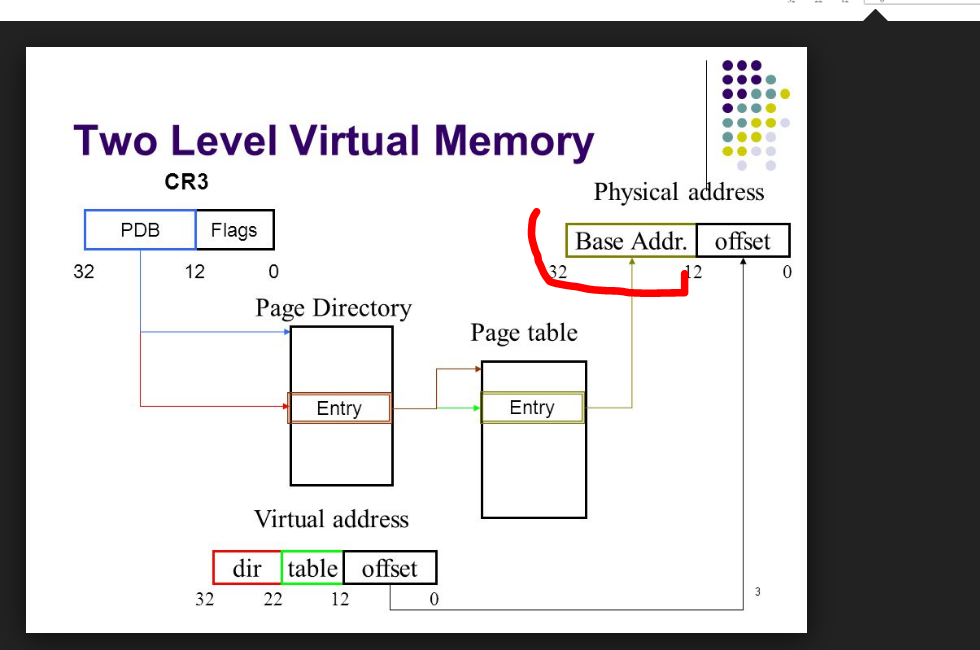 Two Level Virtual Memory
CR3
Physical address
PDB Flags
Base Addr. offset
32 12 0
32 12 0
Page Directory
Page table
Entry
Entry
Virtual address
dir table offset
32 22 12 0
3